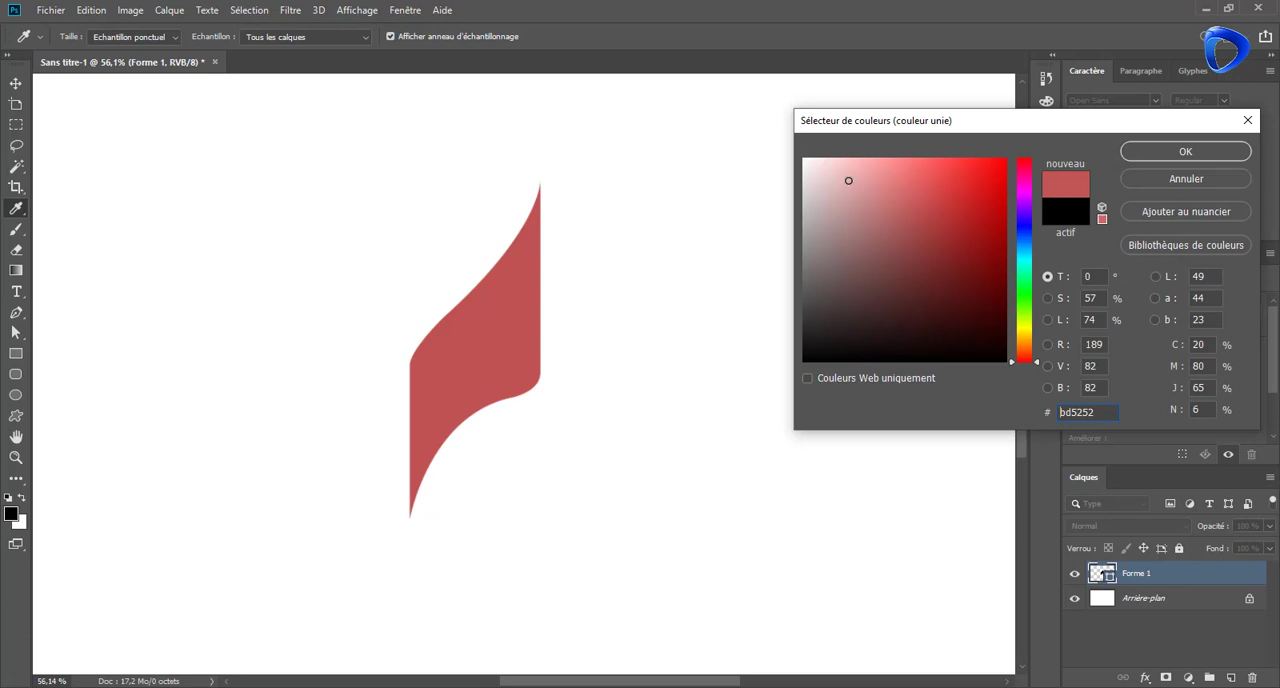 Ps Fichier Edition Image Calque Texte Sélection Filtre 3D Affichage Fenêtre Aide
Taille : Echantillon ponctuel Echantillon : Tous les calques Afficher anneau d'échantillonnage
Sans titre-1 @ 56,1% (Forme 1, RVB/8) *
Caractère Paragraphe Glyphes
Open Sans Regular
Sélecteur de couleurs (couleur unie)
nouveau
actif
OK
Annuler
Ajouter au nuancier
Bibliothèques de couleurs
T : 0 ° L : 49
S : 57 % a : 44
L : 74 % b : 23
R : 189 C : 20 %
V : 82 M : 80 %
B : 82 J : 65 %
# bd5252 N : 6 %
Couleurs Web uniquement
Améliorer :
Calques
Type
Normal Opacité : 100 %
Verrou : Fond : 100 %
Forme 1
Arrière-plan
56,14 % Doc : 17,2 Mo/0 octets